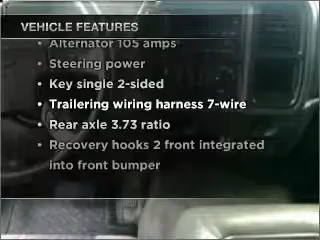 VEHICLE FEATURES
• Alternator 105 amps
• Steering power
• Key single 2-sided
• Trailering wiring harness 7-wire
• Rear axle 3.73 ratio
• Recovery hooks 2 front integrated
into front bumper